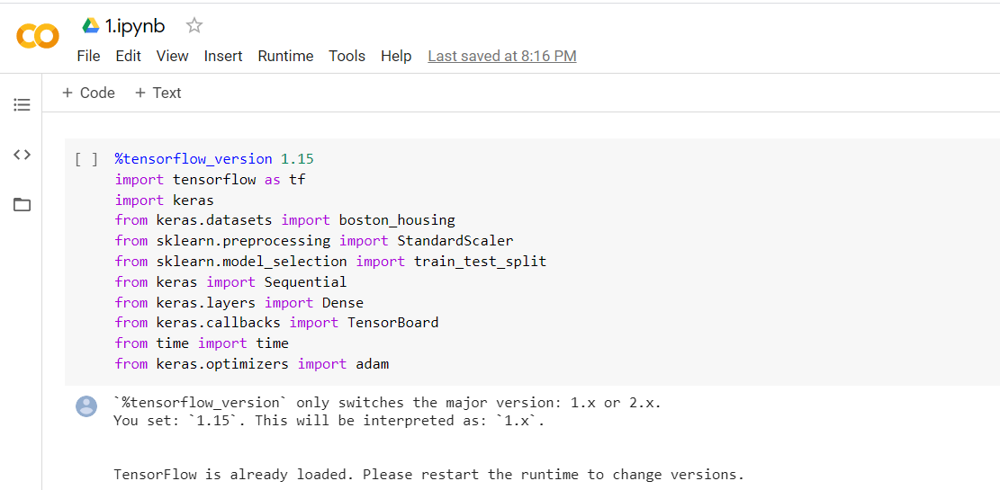 1.ipynb
File Edit View Insert Runtime Tools Help Last saved at 8:16 PM
+ Code + Text
[ ] %tensorflow_version 1.15
import tensorflow as tf
import keras
from keras.datasets import boston_housing
from sklearn.preprocessing import StandardScaler
from sklearn.model_selection import train_test_split
from keras import Sequential
from keras.layers import Dense
from keras.callbacks import TensorBoard
from time import time
from keras.optimizers import adam
`%tensorflow_version` only switches the major version: 1.x or 2.x.
You set: `1.15`. This will be interpreted as: `1.x`.
TensorFlow is already loaded. Please restart the runtime to change versions.